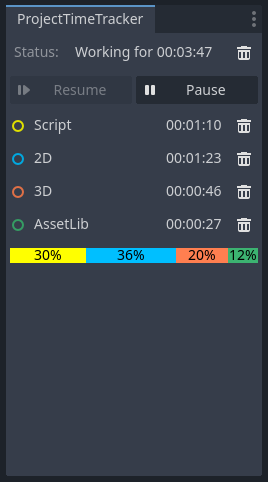 ProjectTimeTracker
Status: Working for 00:03:47
Resume Pause
Script 00:01:10
2D 00:01:23
3D 00:00:46
AssetLib 00:00:27
30% 36% 20% 12%